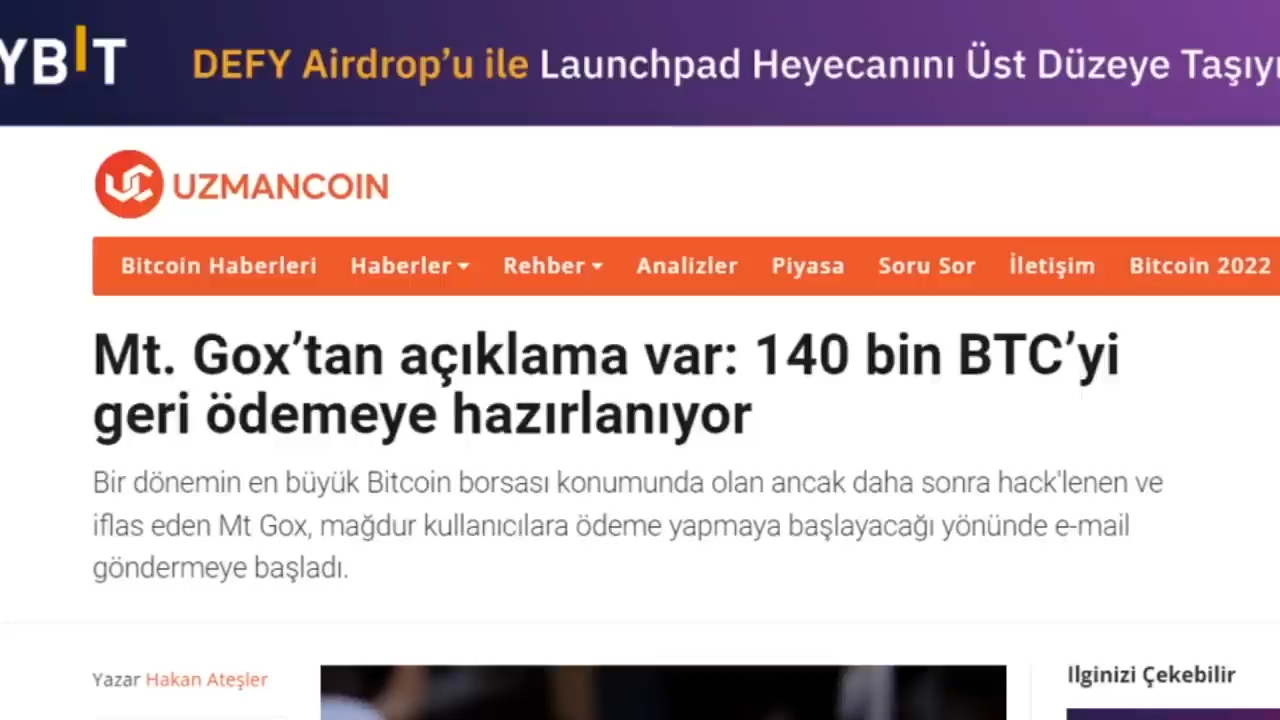 YBIT
DEFY Airdrop’u ile Launchpad Heyecanını Üst Düzeye
UZMANCOIN
Bitcoin Haberleri Haberler Rehber Analizler Piyasa Soru Sor İletişim Bitcoin 2022
Mt. Gox’tan açıklama var: 140 bin BTC’yi
geri ödemeye hazırlanıyor
Bir dönemin en büyük Bitcoin borsası konumunda olan ancak daha sonra hack'lenen ve
iflas eden Mt Gox, mağdur kullanıcılara ödeme yapmaya başlayacağı yönünde e-mail
göndermeye başladı.
Yazar Hakan Ateşler
Ilginizi Çekebilir